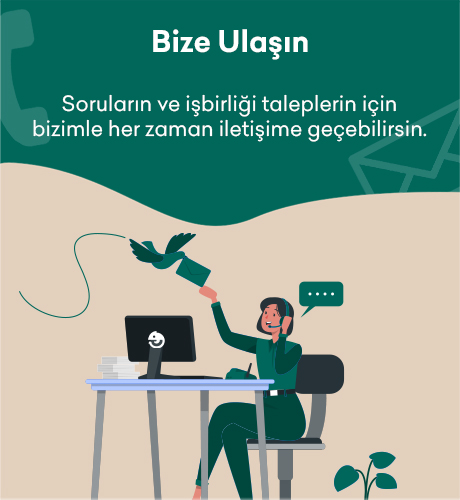 Bize Ulaşın
Soruların ve işbirliği taleplerin için
bizimle her zaman iletişime geçebilirsin.